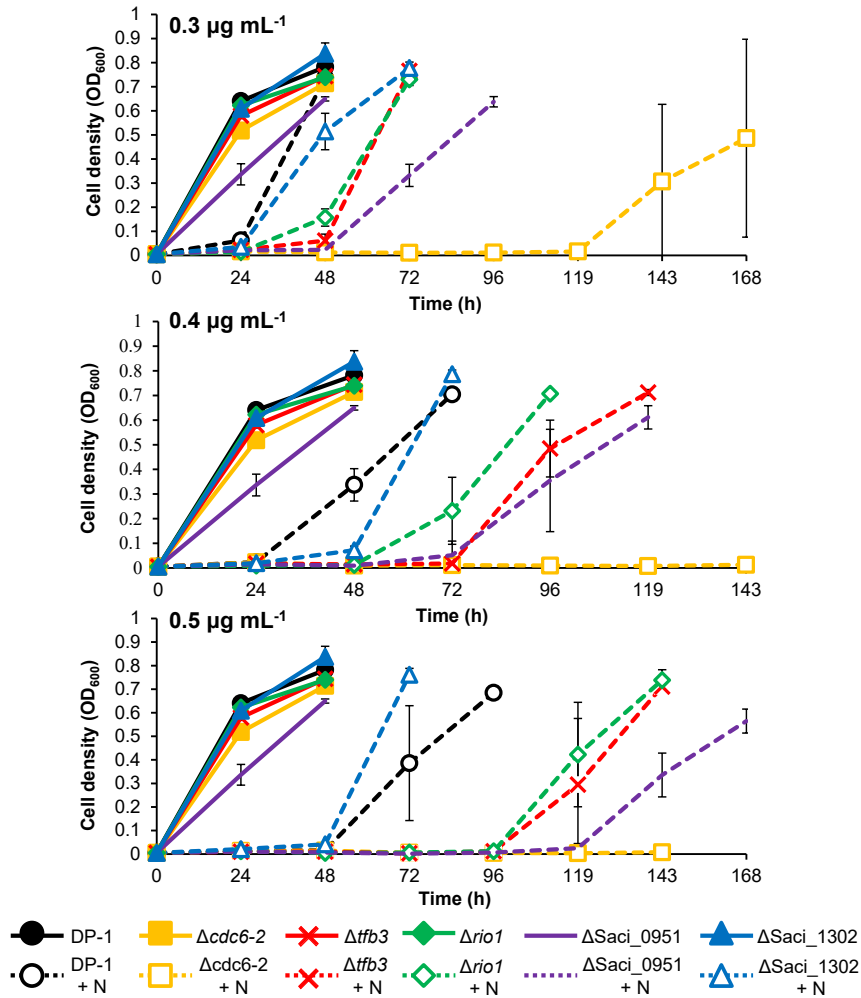 0.3 µg mL-1
Cell density (OD600)
1
0.9
0.8
0.7
0.6
0.5
0.4
0.3
0.2
0.1
0
0 24 48 72 96 119 143 168
Time (h)
0.4 µg mL-1
Cell density (OD600)
1
0.9
0.8
0.7
0.6
0.5
0.4
0.3
0.2
0.1
0
0 24 48 72 96 119 143
Time (h)
0.5 µg mL-1
Cell density (OD600)
1
0.9
0.8
0.7
0.6
0.5
0.4
0.3
0.2
0.1
0
0 24 48 72 96 119 143 168
Time (h)
DP-1 Δcdc6-2 Δtfb3 Δrio1 ΔSaci_0951 ΔSaci_1302
DP-1 Δcdc6-2 Δtfb3 Δrio1 ΔSaci_0951 ΔSaci_1302
+ N + N + N + N + N + N